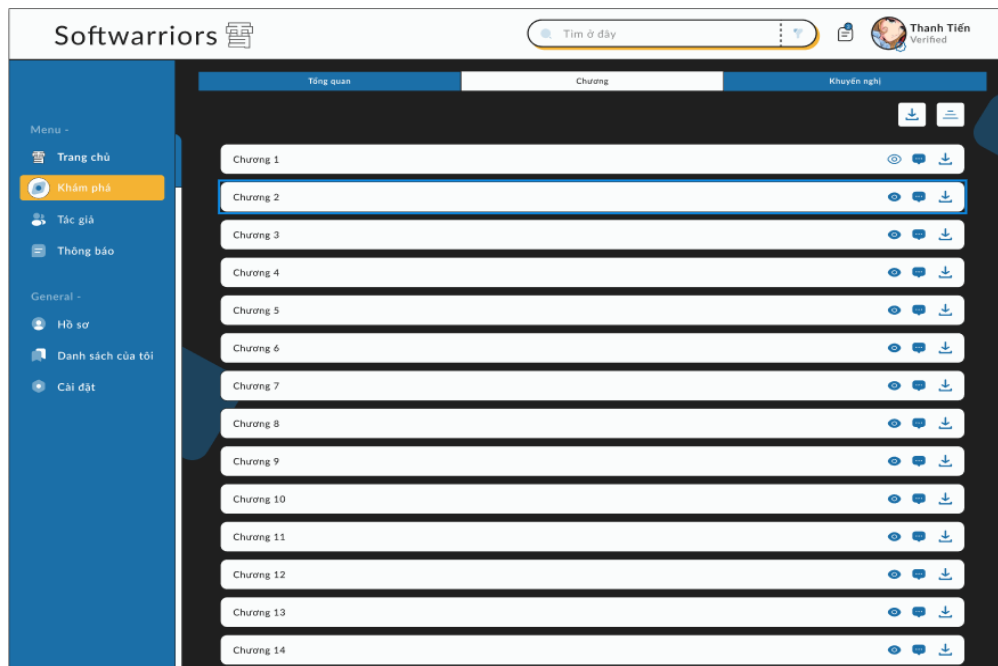 Softwarriors
Tìm ở đây
Thanh Tiến
Verified
Tổng quan
Chương
Khuyến nghị
Menu -
Trang chủ
Khám phá
Tác giả
Thông báo
General -
Hồ sơ
Danh sách của tôi
Cài đặt
Chương 1
Chương 2
Chương 3
Chương 4
Chương 5
Chương 6
Chương 7
Chương 8
Chương 9
Chương 10
Chương 11
Chương 12
Chương 13
Chương 14